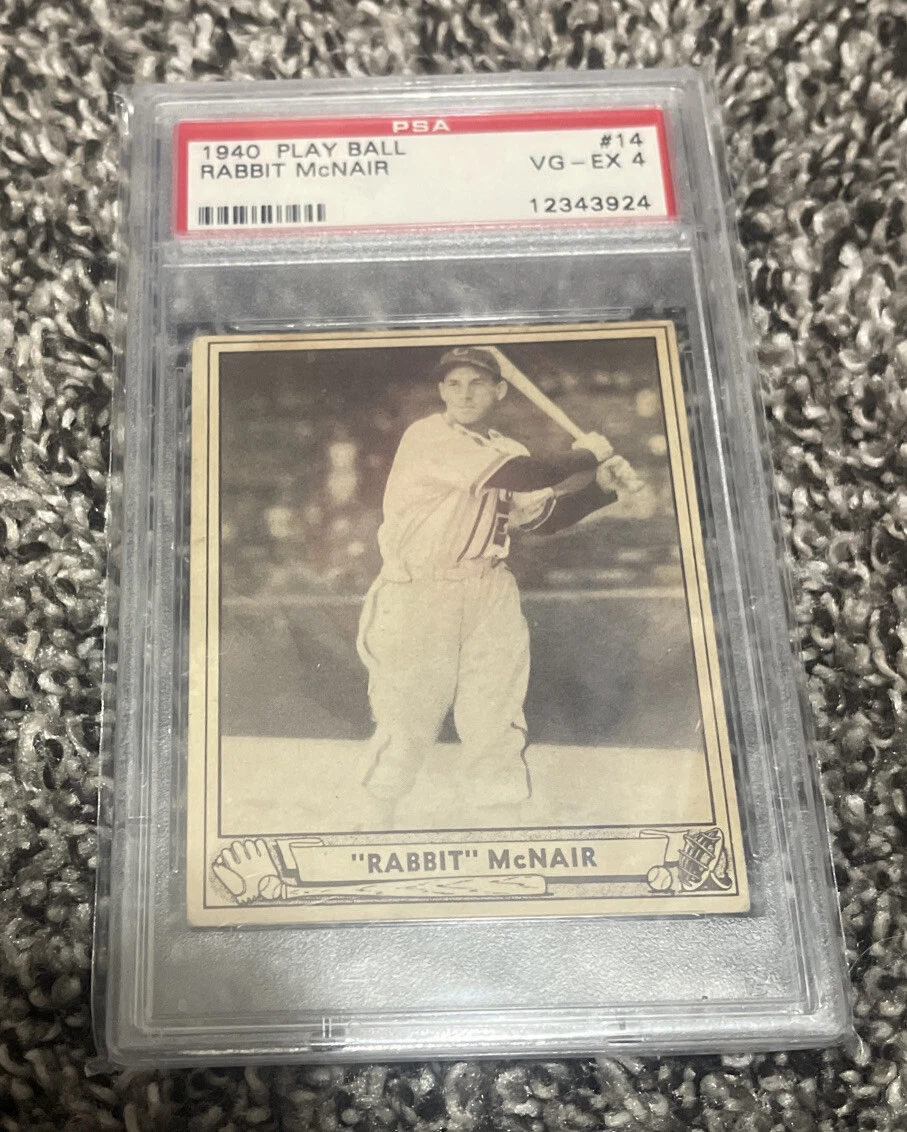 PSA
1940 PLAY BALL #14
RABBIT McNAIR VG-EX 4
12343924
"RABBIT" McNAIR